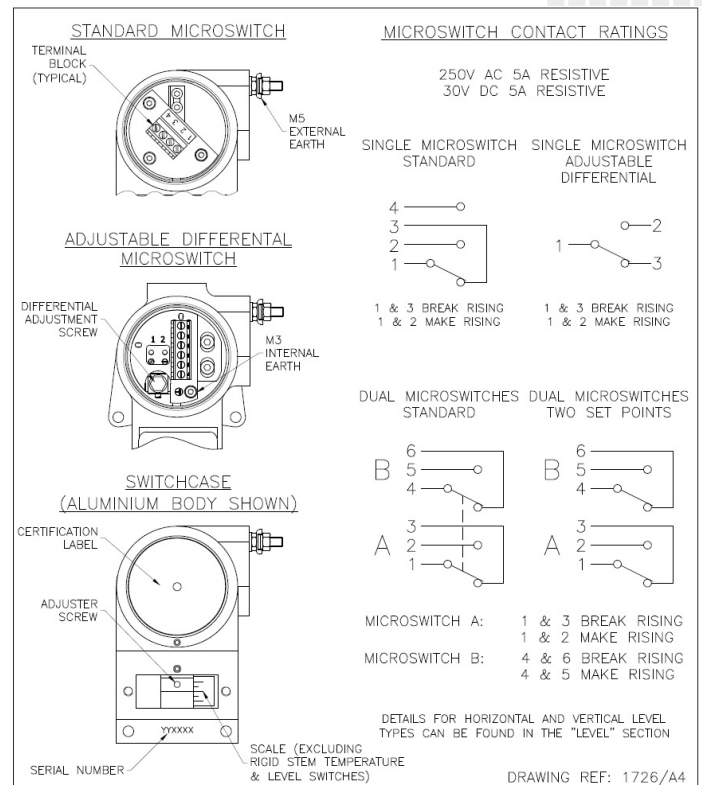 STANDARD MICROSWITCH
TERMINAL
BLOCK
(TYPICAL)
1 2 3 4
M5
EXTERNAL
EARTH
ADJUSTABLE DIFFERENTAL
MICROSWITCH
DIFFERENTIAL
ADJUSTMENT
SCREW
1 2
M3
INTERNAL
EARTH
SWITCHCASE
(ALUMINIUM BODY SHOWN)
CERTIFICATION
LABEL
ADJUSTER
SCREW
YYXXXX
SERIAL NUMBER
SCALE (EXCLUDING
RIGID STEM TEMPERATURE
& LEVEL SWITCHES)
MICROSWITCH CONTACT RATINGS
250V AC 5A RESISTIVE
30V DC 5A RESISTIVE
SINGLE MICROSWITCH
STANDARD
4
3
2
1
1 & 3 BREAK RISING
1 & 2 MAKE RISING
SINGLE MICROSWITCH
ADJUSTABLE
DIFFERENTIAL
2
1
3
1 & 3 BREAK RISING
1 & 2 MAKE RISING
DUAL MICROSWITCHES
STANDARD
6
B 5
4
3
A 2
1
DUAL MICROSWITCHES
TWO SET POINTS
6
B 5
4
3
A 2
1
MICROSWITCH A: 1 & 3 BREAK RISING
1 & 2 MAKE RISING
MICROSWITCH B: 4 & 6 BREAK RISING
4 & 5 MAKE RISING
DETAILS FOR HORIZONTAL AND VERTICAL LEVEL
TYPES CAN BE FOUND IN THE "LEVEL" SECTION
DRAWING REF: 1726/A4